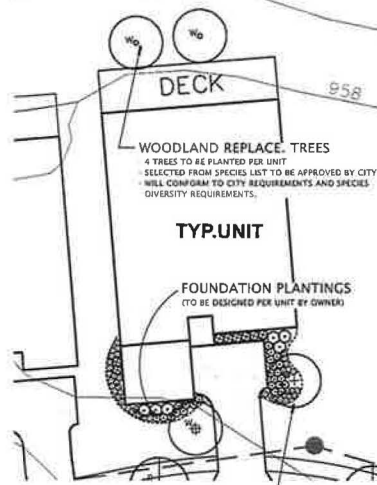 Wo
Wo
DECK
958
WOODLAND REPLACE. TREES
4 TREES TO BE PLANTED PER UNIT
- SELECTED FROM SPECIES LIST TO BE APPROVED BY CITY
- WILL CONFORM TO CITY REQUIREMENTS AND SPECIES
DIVERSITY REQUIREMENTS.
TYP.UNIT
FOUNDATION PLANTINGS
(TO BE DESIGNED PER UNIT BY OWNER)
W